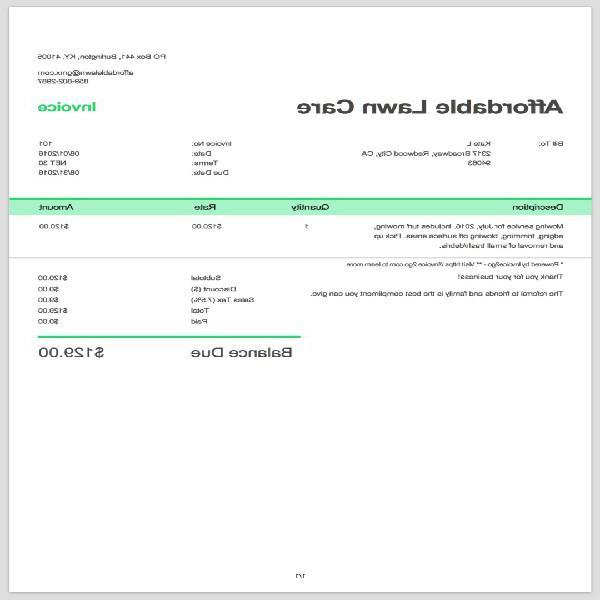 PO Box 441, Burlington, KY. 41005
affordablelawn@gmx.com
859-802-2987
Affordable Lawn Care
Invoice
Bill To:
Kate L
2317 Broadway, Redwood, City, CA
94063
Invoice No: 101
Date: 08/01/2016
Terms: NET 30
Due Date: 08/31/2016
Description Quantity Rate Amount
Mowing service for July, 2016. Includes turf mowing, 1 $120.00 $120.00
edging, trimming, blowing off surface areas. Pick up
and removal of small trash/debris.
* Powered by Invoice2go - ** Visit https://invoice.2go.com to learn more
Thank you for your business!
The referral to friends and family is the best compliment you can give.
Subtotal $120.00
Discount ($) $0.00
Sales Tax (7.5%) $9.00
Total $129.00
Paid $0.00
Balance Due $129.00
1/1